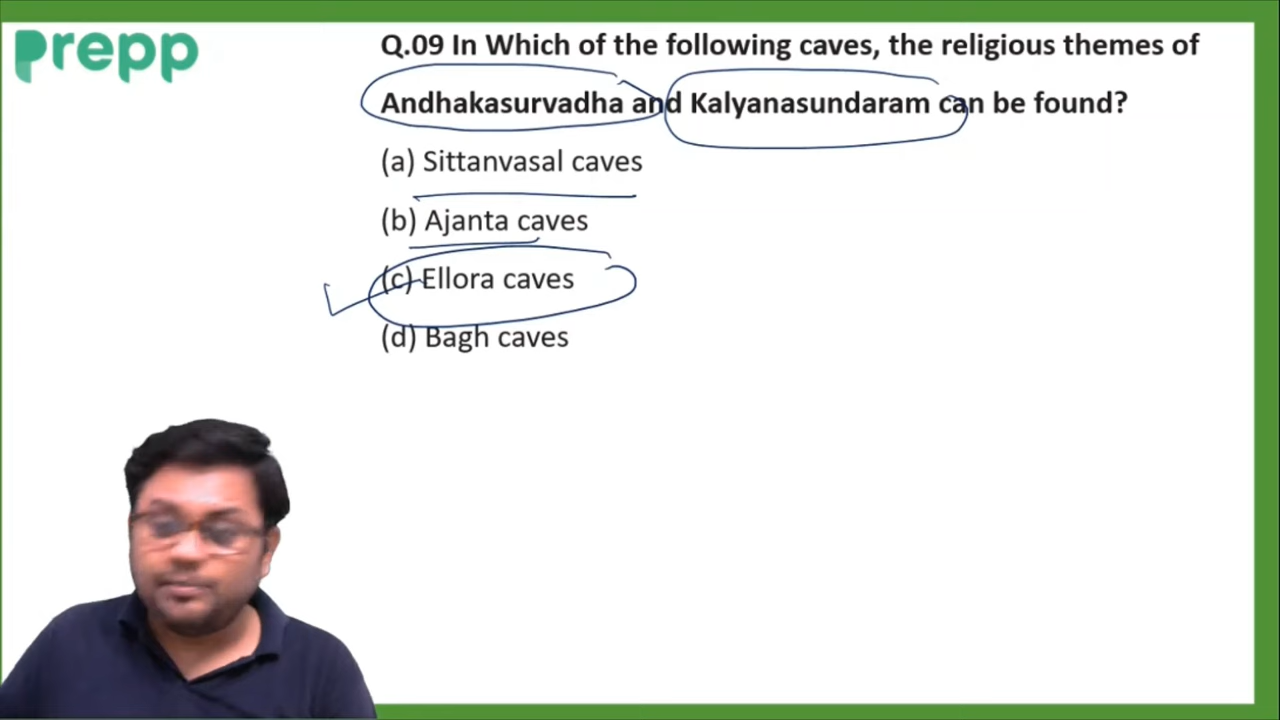 prepp
Q.09 In Which of the following caves, the religious themes of
Andhakasurvadha and Kalyanasundaram can be found?
(a) Sittanvasal caves
(b) Ajanta caves
(c) Ellora caves
(d) Bagh caves